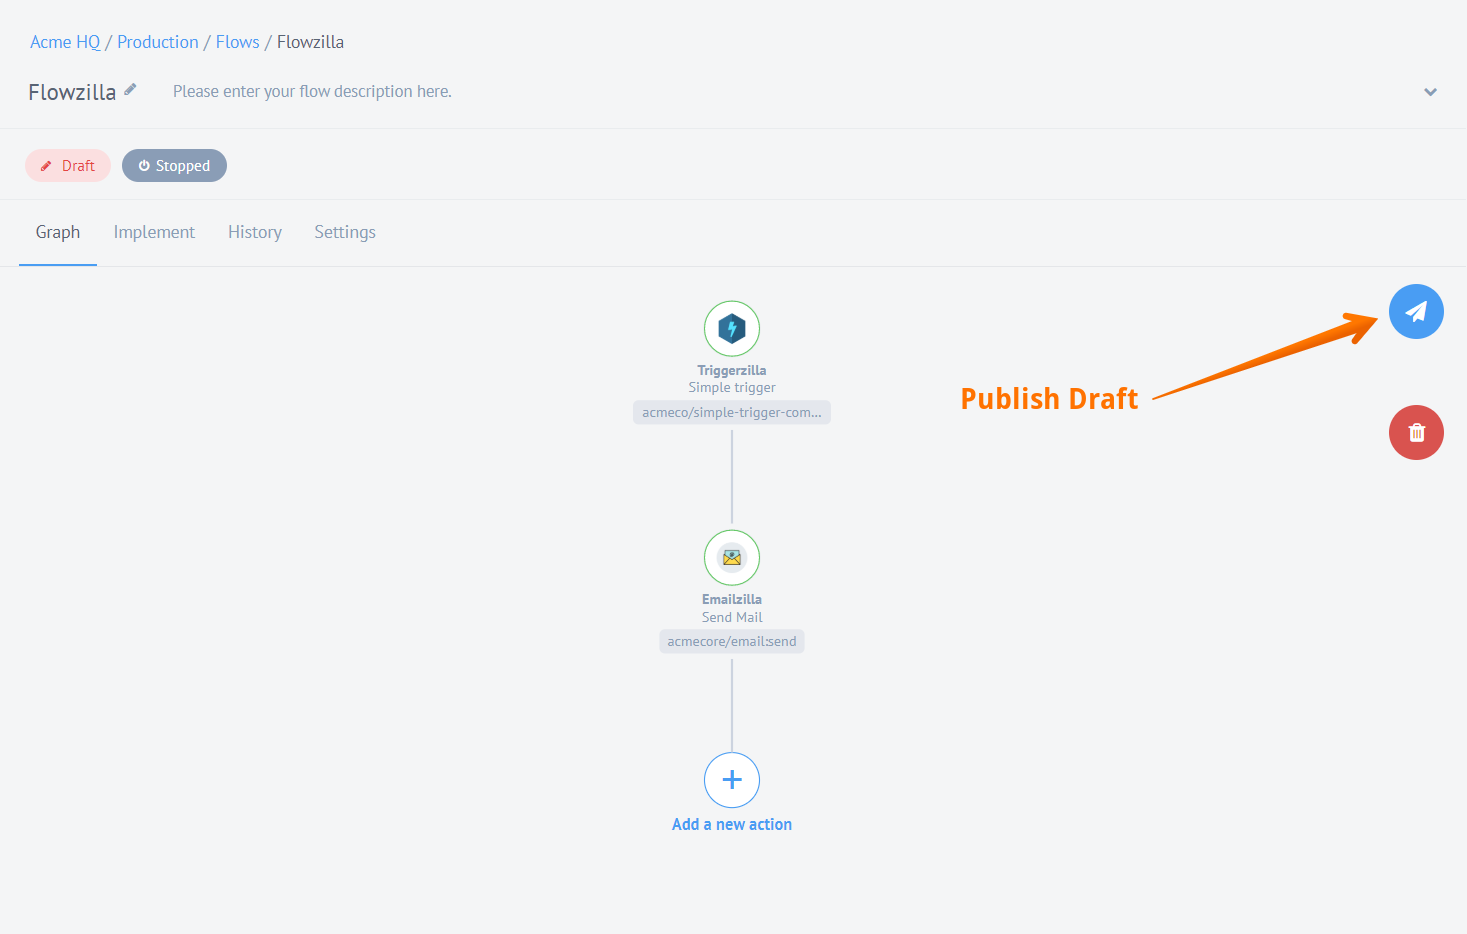 Acme HQ / Production / Flows / Flowzilla
Flowzilla
Please enter your flow description here.
Draft
Stopped
Graph
Implement
History
Settings
Triggerzilla
Simple trigger
acmeco/simple-trigger-com...
Publish Draft
Emailzilla
Send Mail
acmecore/email:send
Add a new action